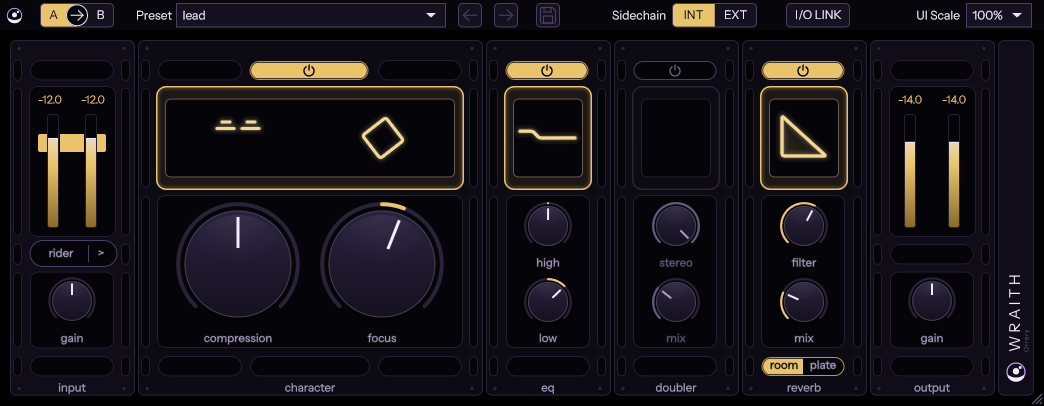 A B Preset lead Sidechain INT EXT I/O LINK UI Scale 100%
-12.0 -12.0
rider >
gain
input
compression focus
character
high
low
eq
stereo
mix
doubler
filter
mix
room plate
reverb
-14.0 -14.0
gain
output
WRAITH
Orrery